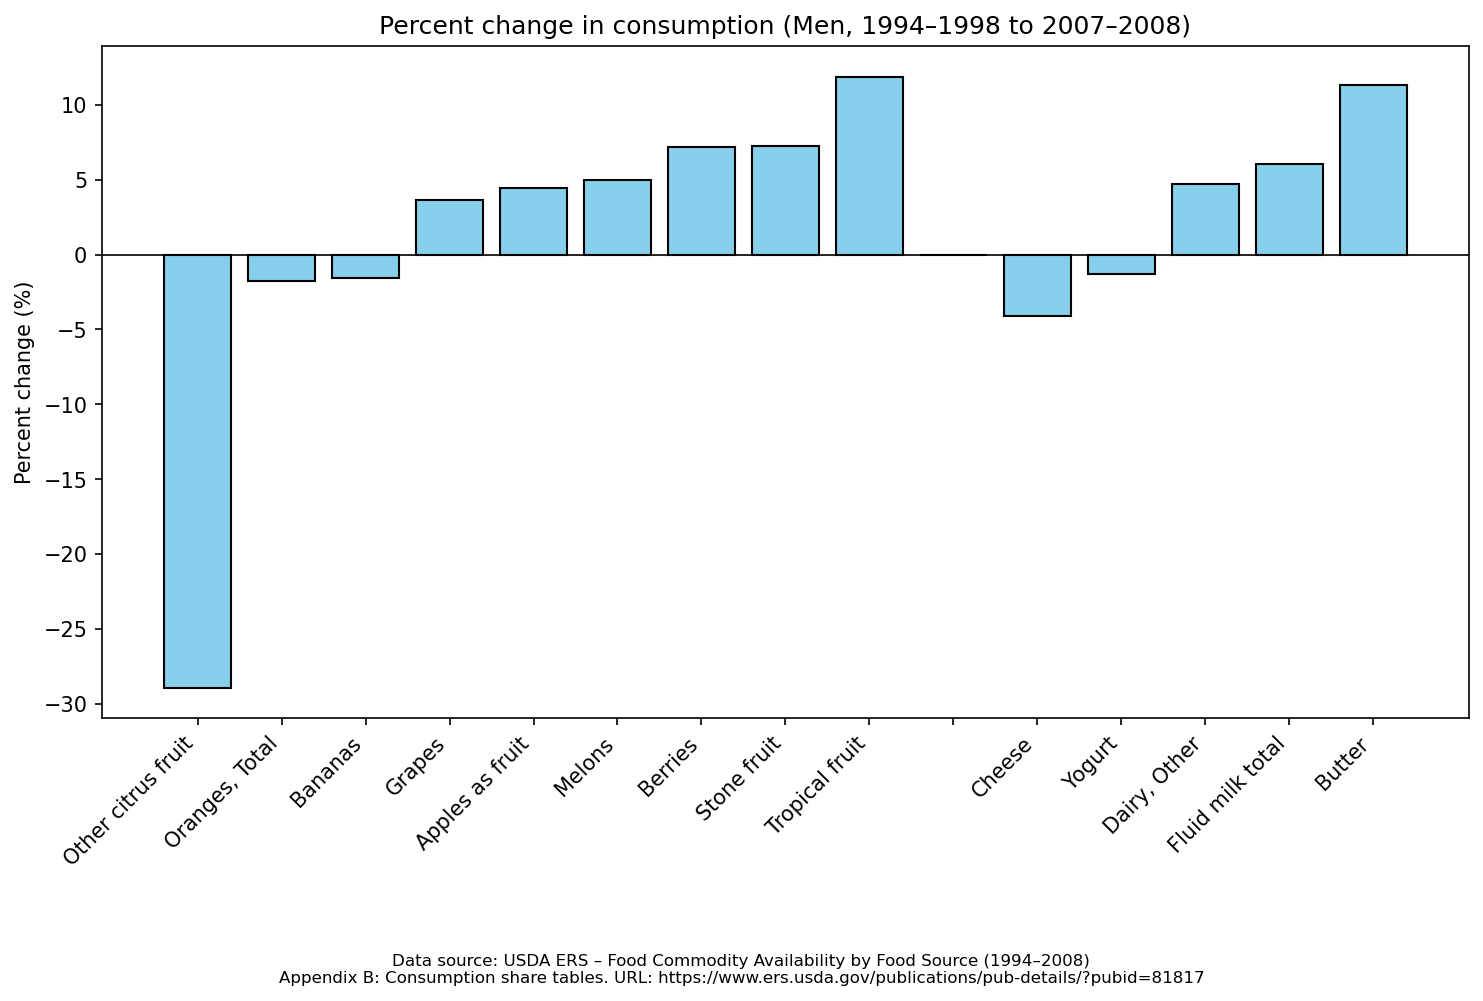 Percent change in consumption (Men, 1994–1998 to 2007–2008)
Percent change (%)
10
5
0
−5
−10
−15
−20
−25
−30
Other citrus fruit
Oranges, Total
Bananas
Grapes
Apples as fruit
Melons
Berries
Stone fruit
Tropical fruit
Cheese
Yogurt
Dairy, Other
Fluid milk total
Butter
Data source: USDA ERS – Food Commodity Availability by Food Source (1994–2008)
Appendix B: Consumption share tables. URL: https://www.ers.usda.gov/publications/pub-details/?pubid=81817